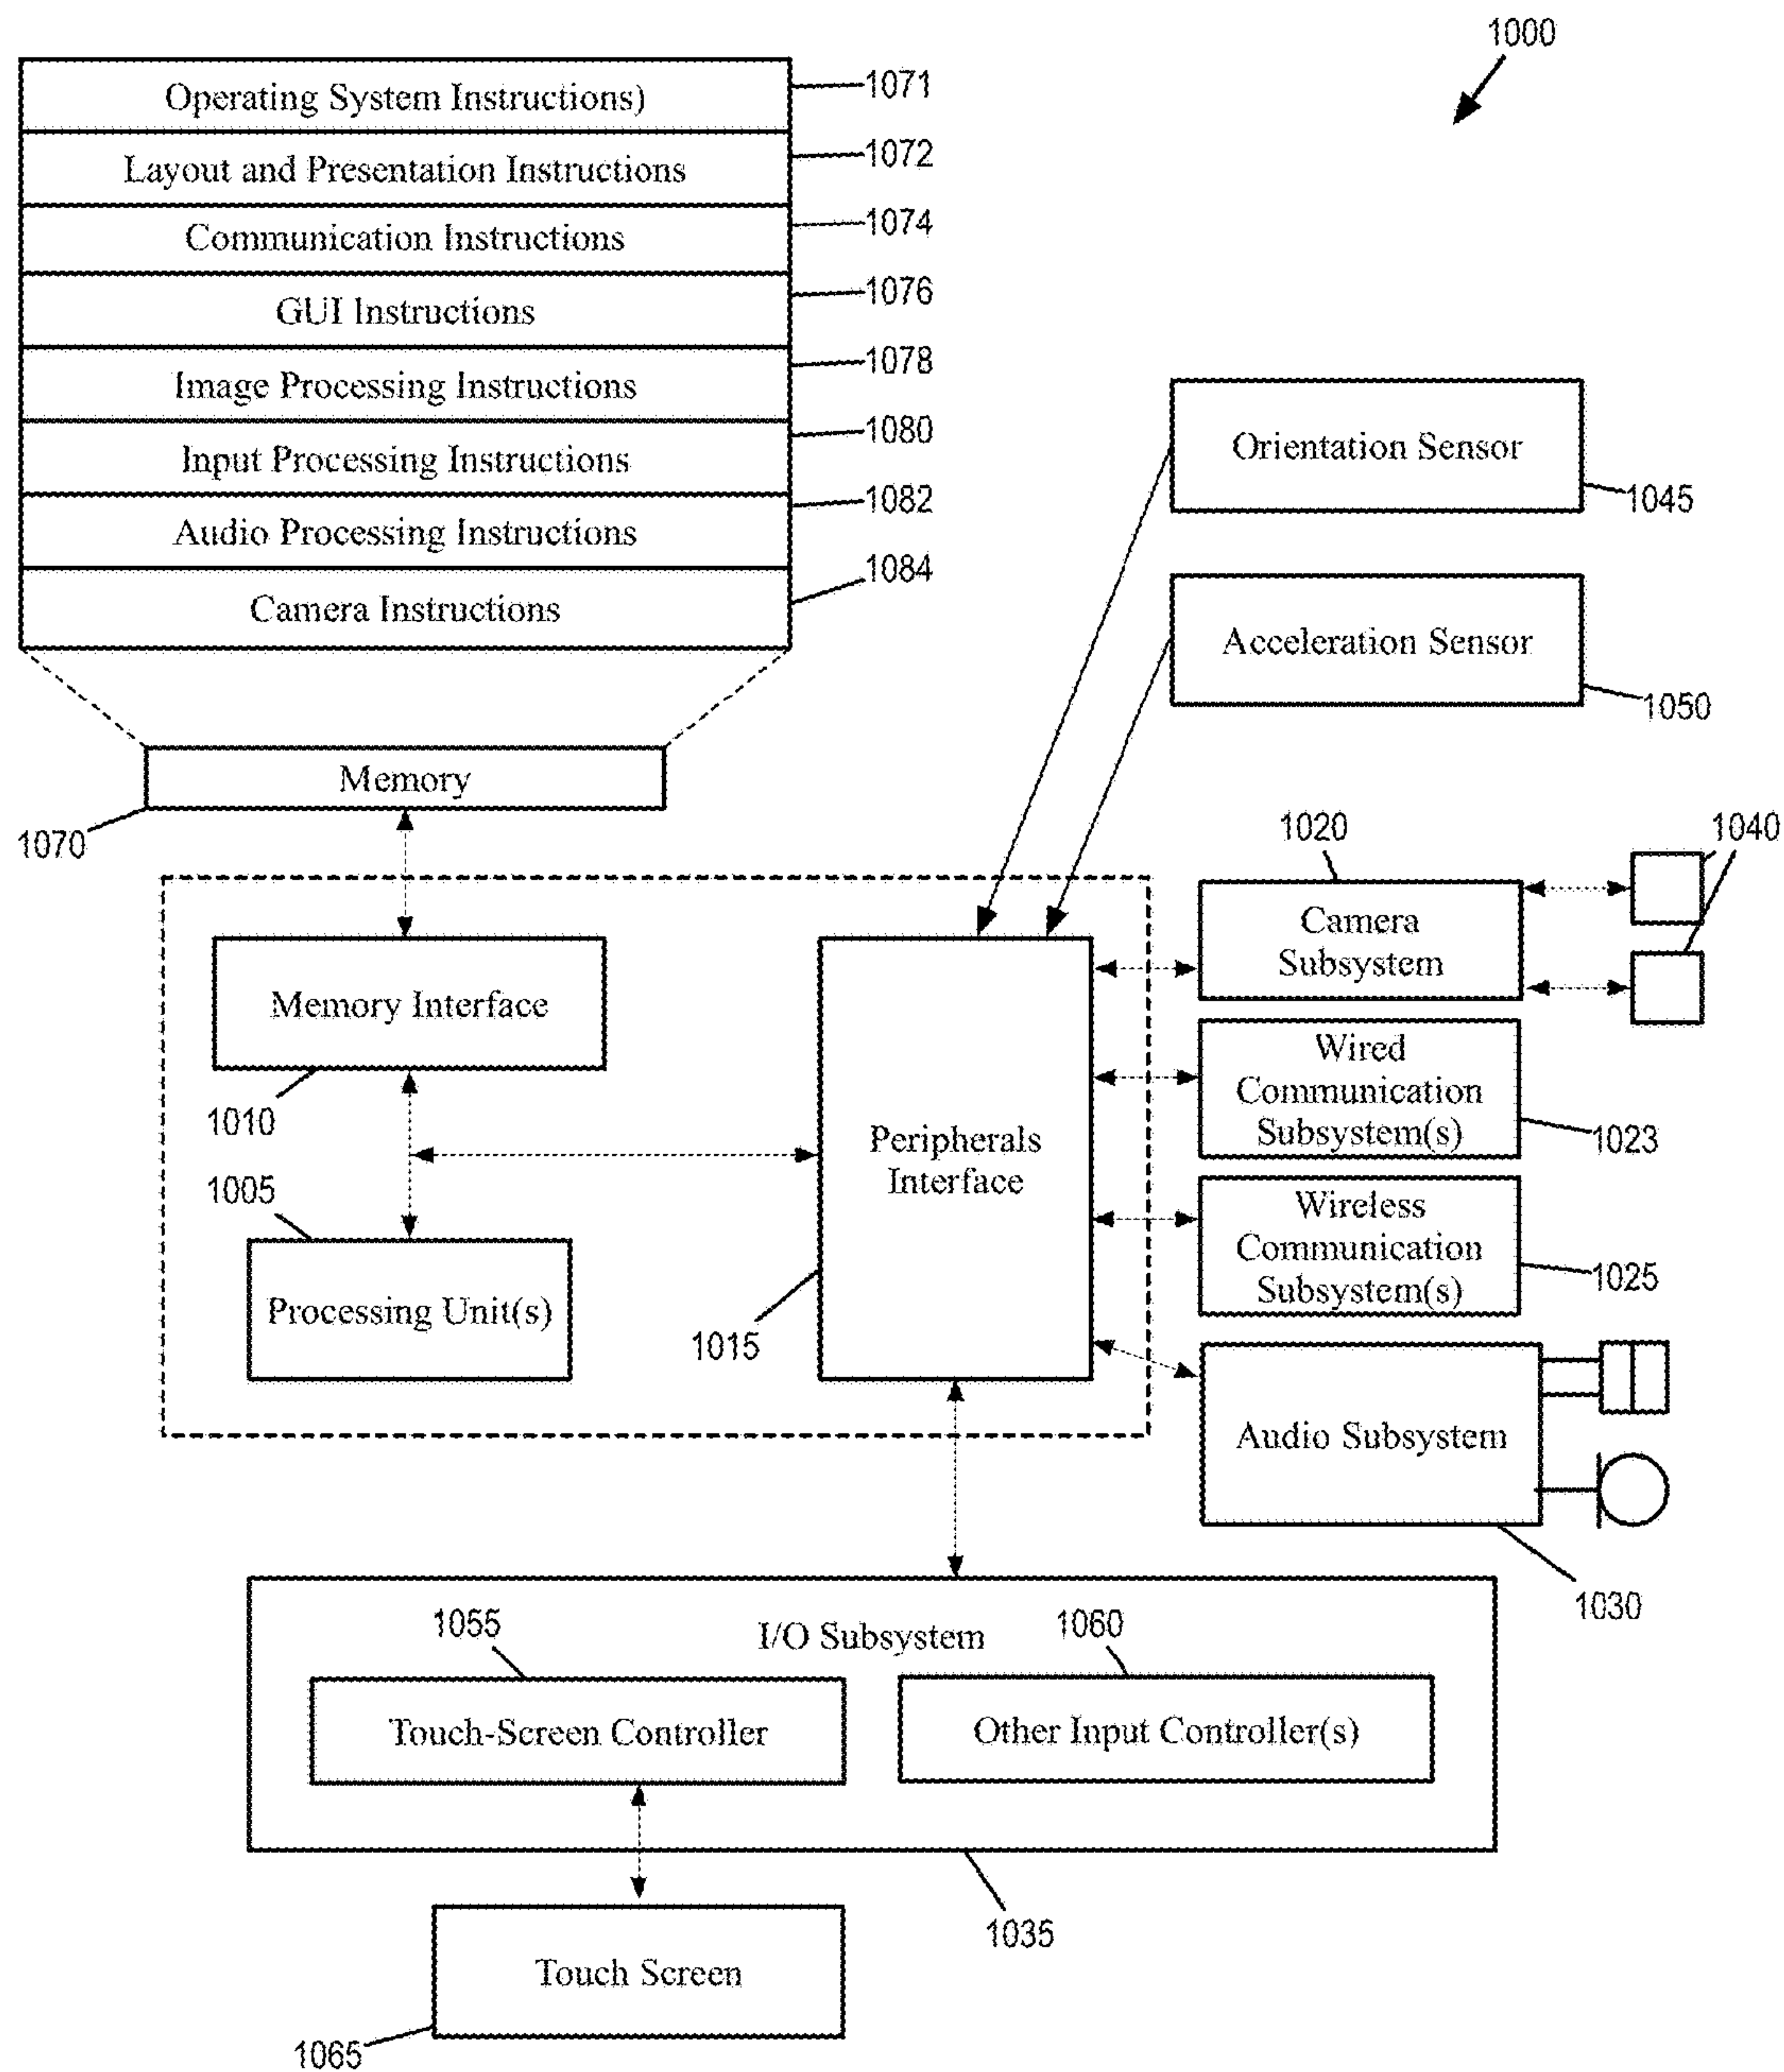 1000
Operating System Instructions)
1071
Layout and Presentation Instructions
1072
Communication Instructions
1074
GUI Instructions
1076
Image Processing Instructions
1078
Input Processing Instructions
1080
Audio Processing Instructions
1082
Camera Instructions
1084
Orientation Sensor
1045
Acceleration Sensor
1050
Memory
1070
1020
1040
Camera
Subsystem
Memory Interface
1010
Wired
Communication
Subsystem(s)
1023
Peripherals
Interface
1015
1005
Processing Unit(s)
Wireless
Communication
Subsystem(s)
1025
Audio Subsystem
1030
I/O Subsystem
1055
1060
Touch-Screen Controller
Other Input Controller(s)
1035
Touch Screen
1065